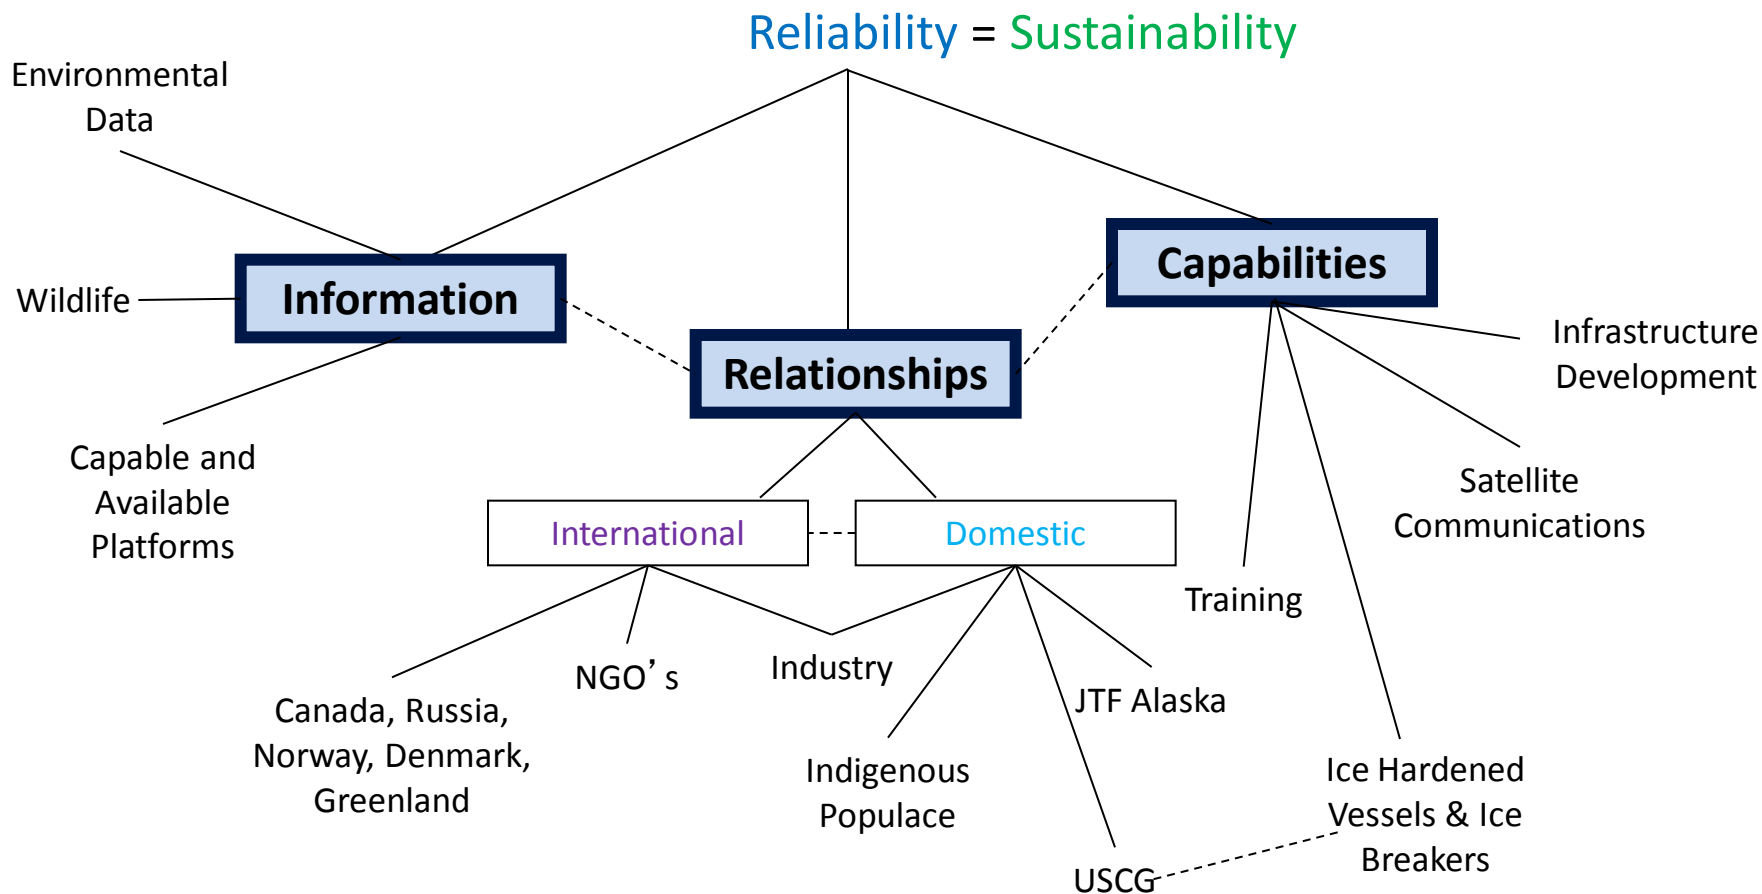 Reliability = Sustainability
Environmental
Data
Wildlife
Information
Capable and
Available
Platforms
Relationships
Capabilities
Infrastructure
Development
Satellite
Communications
Training
Ice Hardened
Vessels & Ice
Breakers
International
Domestic
Canada, Russia,
Norway, Denmark,
Greenland
NGO’s
Industry
Indigenous
Populace
JTF Alaska
USCG